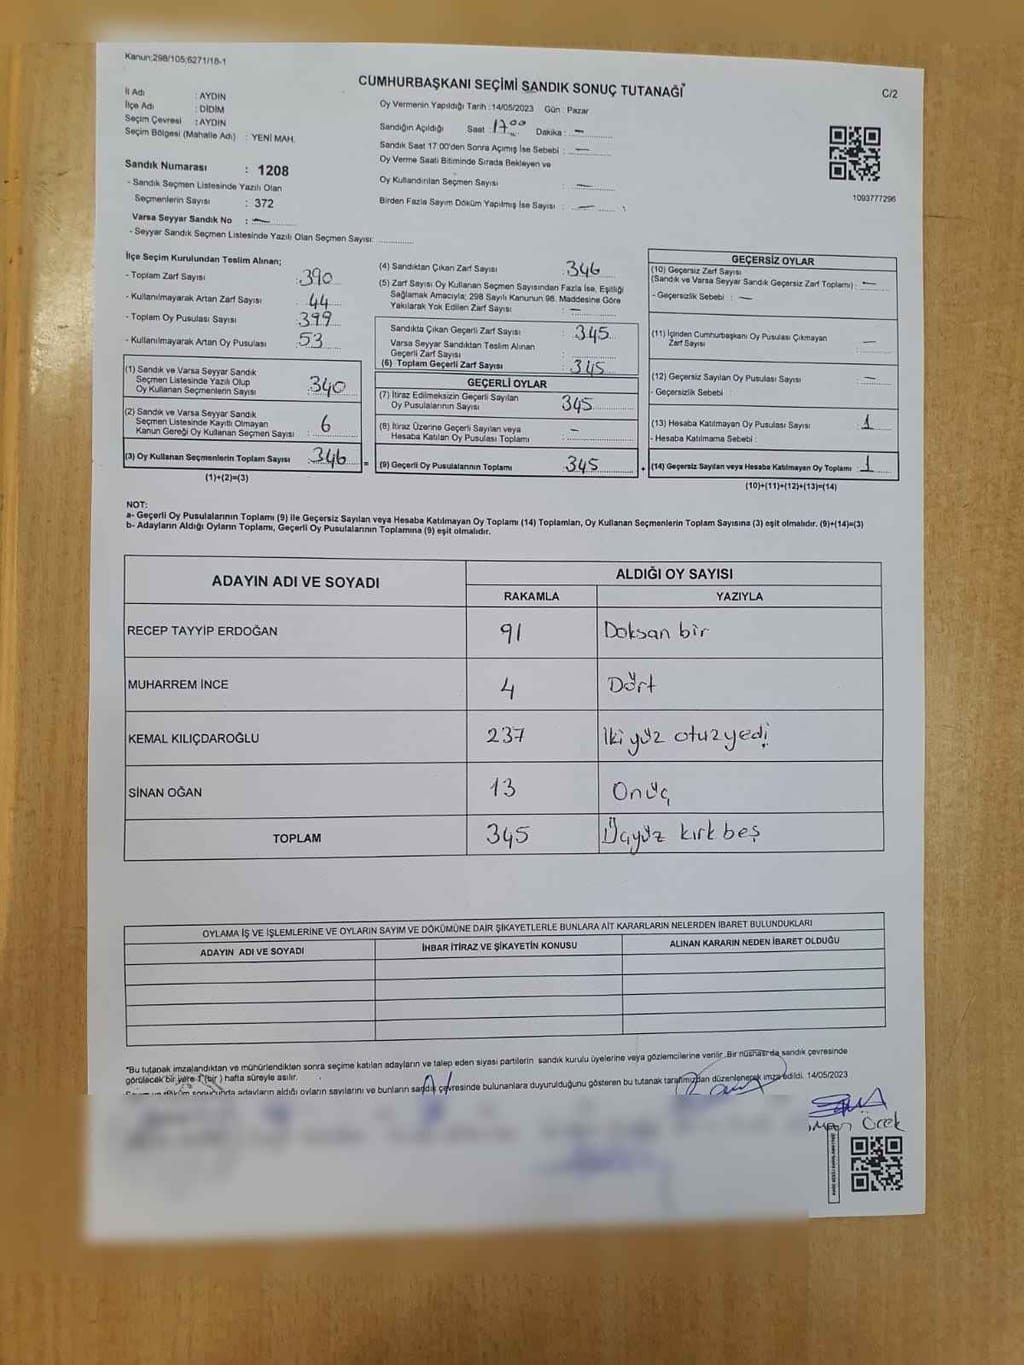 Kanun:298/105;6271/18-1
CUMHURBAŞKANI SEÇİMİ SANDIK SONUÇ TUTANAĞI*
C/2
İl Adı : AYDIN
İlçe Adı : DİDİM
Seçim Çevresi : AYDIN
Seçim Bölgesi (Mahalle Adı) : YENİ MAH.
Sandık Numarası : 1208
- Sandık Seçmen Listesinde Yazılı Olan
Seçmenlerin Sayısı : 372
Varsa Seyyar Sandık No : —
- Seyyar Sandık Seçmen Listesinde Yazılı Olan Seçmen Sayısı:
Oy Vermenin Yapıldığı Tarih :14/05/2023 Gün : Pazar
Sandığın Açıldığı Saat : 17⁰⁰ Dakika : —
Sandık Saat 17:00'den Sonra Açımış İse Sebebi : —
Oy Verme Saati Bitiminde Sırada Bekleyen ve
Oy Kullandırılan Seçmen Sayısı : —
Birden Fazla Sayım Döküm Yapılmış İse Sayısı : —
1093777296
İlçe Seçim Kurulundan Teslim Alınan;
- Toplam Zarf Sayısı : 390
- Kullanılmayarak Artan Zarf Sayısı : 44
- Toplam Oy Pusulası Sayısı : 399
- Kullanılmayarak Artan Oy Pusulası : 53
(1) Sandık ve Varsa Seyyar Sandık
Seçmen Listesinde Yazılı Olup
Oy Kullanan Seçmenlerin Sayısı : 340
(2) Sandık ve Varsa Seyyar Sandık
Seçmen Listesinde Kayıtlı Olmayan
Kanun Gereği Oy Kullanan Seçmen Sayısı : 6
(3) Oy Kullanan Seçmenlerin Toplam Sayısı : 346 =
(1)+(2)=(3)
(4) Sandıktan Çıkan Zarf Sayısı : 346
(5) Zarf Sayısı Oy Kullanan Seçmen Sayısından Fazla İse, Eşitliği
Sağlamak Amacıyla; 298 Sayılı Kanunun 98. Maddesine Göre
Yakılarak Yok Edilen Zarf Sayısı : —
Sandıkta Çıkan Geçerli Zarf Sayısı : 345
Varsa Seyyar Sandıktan Teslim Alınan
Geçerli Zarf Sayısı :
(6) Toplam Geçerli Zarf Sayısı : 345
GEÇERLİ OYLAR
(7) İtiraz Edilmeksizin Geçerli Sayılan
Oy Pusulalarının Sayısı : 345
(8) İtiraz Üzerine Geçerli Sayılan veya
Hesaba Katılan Oy Pusulası Toplamı : —
(9) Geçerli Oy Pusulalarının Toplamı : 345 +
GEÇERSİZ OYLAR
(10) Geçersiz Zarf Sayısı
(Sandık ve Varsa Seyyar Sandık Geçersiz Zarf Toplamı) : —
- Geçersizlik Sebebi : —
(11) İçinden Cumhurbaşkanı Oy Pusulası Çıkmayan
Zarf Sayısı : —
(12) Geçersiz Sayılan Oy Pusulası Sayısı : —
- Geçersizlik Sebebi :
(13) Hesaba Katılmayan Oy Pusulası Sayısı : 1
- Hesaba Katılmama Sebebi :
(14) Geçersiz Sayılan veya Hesaba Katılmayan Oy Toplamı : 1
(10)+(11)+(12)+(13)=(14)
NOT:
a- Geçerli Oy Pusulalarının Toplamı (9) ile Geçersiz Sayılan veya Hesaba Katılmayan Oy Toplamı (14) Toplamları, Oy Kullanan Seçmenlerin Toplam Sayısına (3) eşit olmalıdır. (9)+(14)=(3)
b- Adayların Aldığı Oyların Toplamı, Geçerli Oy Pusulalarının Toplamına (9) eşit olmalıdır.
ADAYIN ADI VE SOYADI
ALDIĞI OY SAYISI
RAKAMLA YAZIYLA
RECEP TAYYİP ERDOĞAN 91 Doksan bir
MUHARREM İNCE 4 Dört
KEMAL KILIÇDAROĞLU 237 İki yüz otuzyedi
SİNAN OĞAN 13 Onüç
TOPLAM 345 Üçyüz kırk beş
OYLAMA İŞ VE İŞLEMLERİNE VE OYLARIN SAYIM VE DÖKÜMÜNE DAİR ŞİKAYETLERLE BUNLARA AİT KARARLARIN NELERDEN İBARET BULUNDUKLARI
ADAYIN ADI VE SOYADI İHBAR İTİRAZ VE ŞİKAYETİN KONUSU ALINAN KARARIN NEDEN İBARET OLDUĞU
*Bu tutanak imzalandıktan ve mühürlendikten sonra seçime katılan adayların ve talep eden siyasi partilerin sandık kurulu üyelerine veya gözlemcilerine verilir. Bir nüshası da sandık çevresinde
görülecek bir yere 1 (bir) hafta süreyle asılır.
sonucunda adayların aldığı oyların sayılarını ve bunların sandık çevresinde bulunanlara duyurulduğunu gösteren bu tutanak tarafımızdan düzenlenerek imza edildi. 14/05/2023
Örek